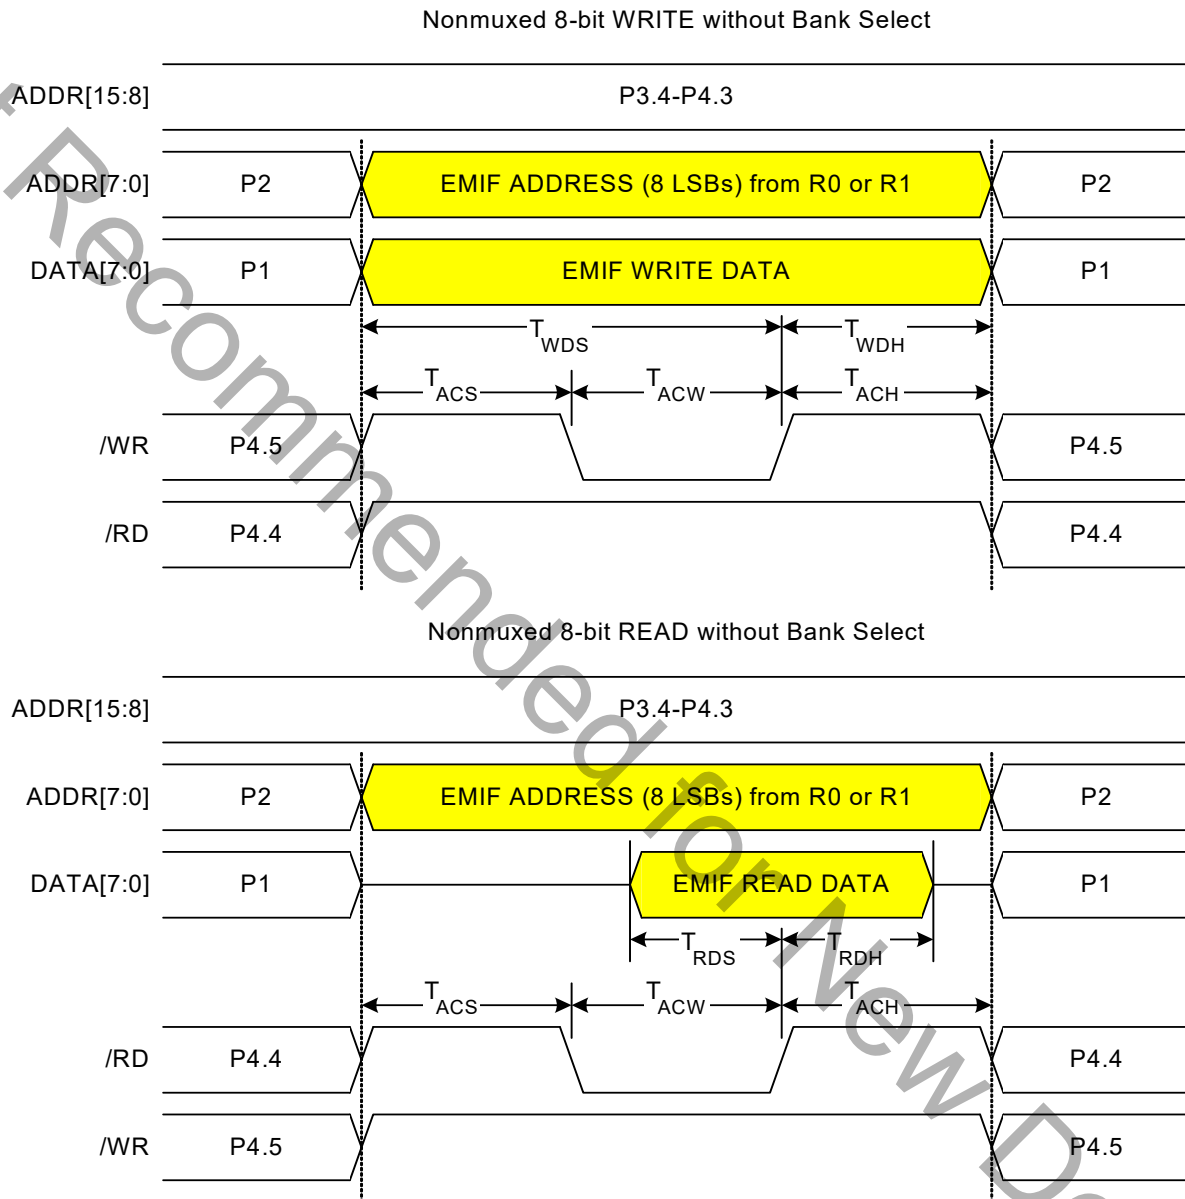 Nonmuxed 8-bit WRITE without Bank Select
ADDR[15:8] P3.4-P4.3
ADDR[7:0] P2 EMIF ADDRESS (8 LSBs) from R0 or R1 P2
DATA[7:0] P1 EMIF WRITE DATA P1
TWDS TWDH
TACS TACW TACH
/WR P4.5 P4.5
/RD P4.4 P4.4
Nonmuxed 8-bit READ without Bank Select
ADDR[15:8] P3.4-P4.3
ADDR[7:0] P2 EMIF ADDRESS (8 LSBs) from R0 or R1 P2
DATA[7:0] P1 EMIF READ DATA P1
TRDS TRDH
TACS TACW TACH
/RD P4.4 P4.4
/WR P4.5 P4.5
Recommended for New